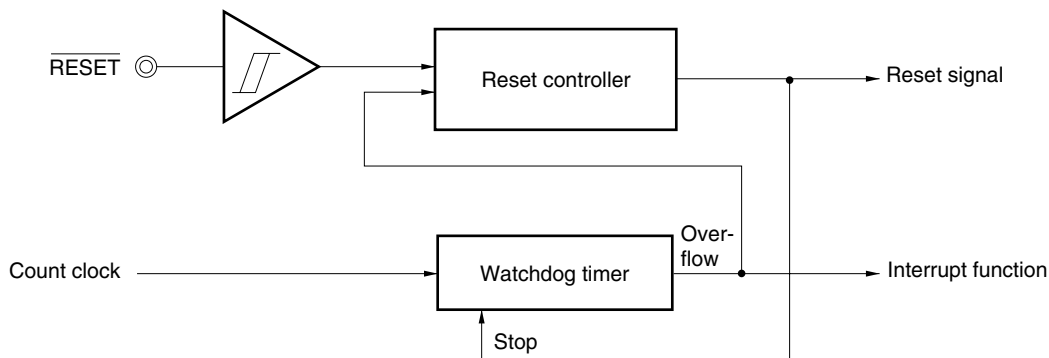 RESET
Reset controller
Reset signal
Over-
flow
Count clock
Watchdog timer
Interrupt function
Stop